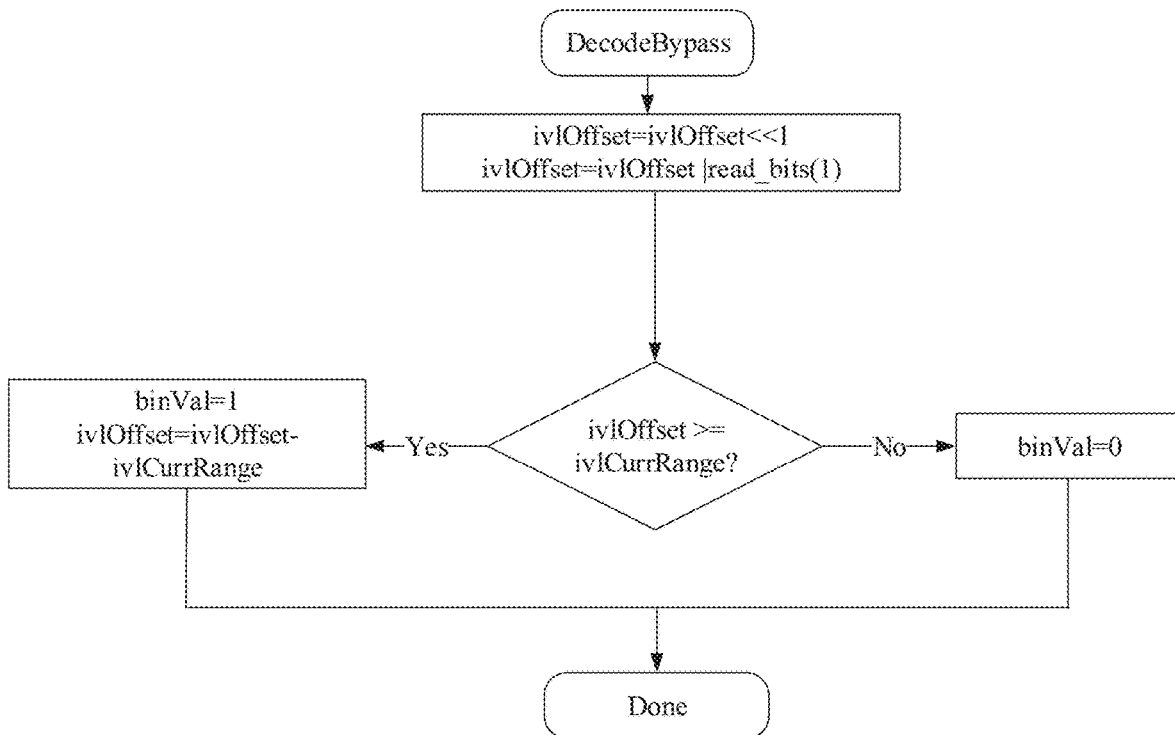 DecodeBypass
ivlOffset=ivlOffset<<1
ivlOffset=ivlOffset |read_bits(1)
binVal=1
ivlOffset=ivlOffset-
ivlCurrRange
Yes
ivlOffset >=
ivlCurrRange?
No
binVal=0
Done